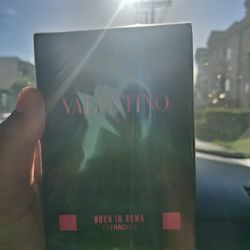 VALENTINO
BORN IN ROMA
EXTRADOSE